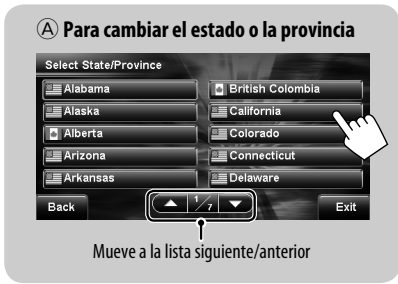 Ⓐ Para cambiar el estado o la provincia
Select State/Province
Alabama
British Colombia
Alaska
California
Alberta
Colorado
Arizona
Connecticut
Arkansas
Delaware
Back
1/7
Exit
Mueve a la lista siguiente/anterior